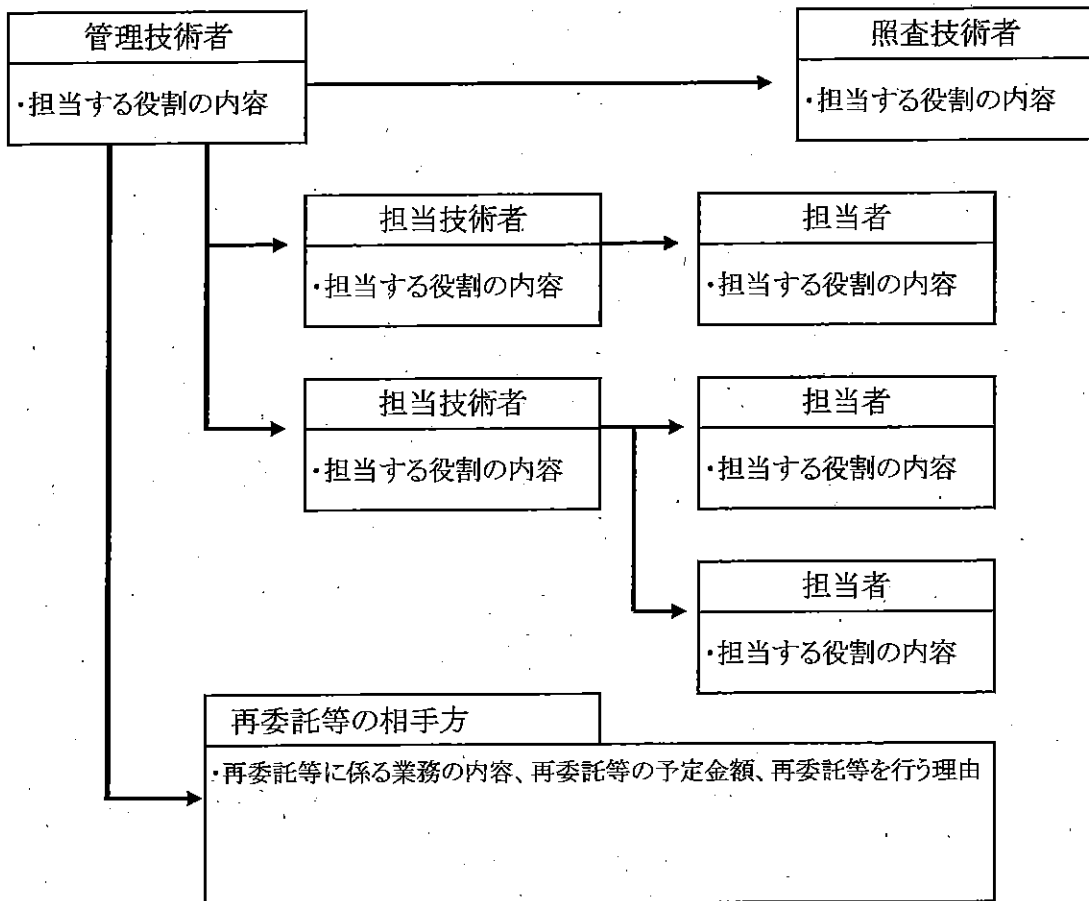 管理技術者
・担当する役割の内容
照査技術者
・担当する役割の内容
担当技術者
・担当する役割の内容
担当者
・担当する役割の内容
担当技術者
・担当する役割の内容
担当者
・担当する役割の内容
担当者
・担当する役割の内容
再委託等の相手方
・再委託等に係る業務の内容、再委託等の予定金額、再委託等を行う理由